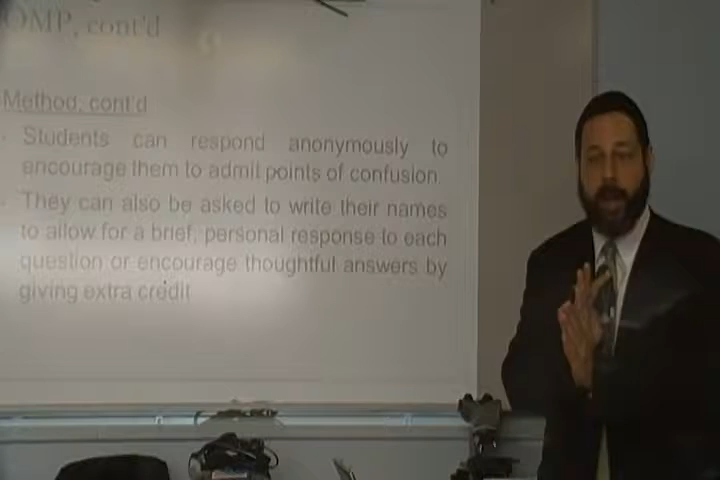 OMP, cont'd
Method, cont'd
Students can respond anonymously to
encourage them to admit points of confusion.
They can also be asked to write their names
to allow for a brief, personal response to each
question or encourage thoughtful answers by
giving extra credit